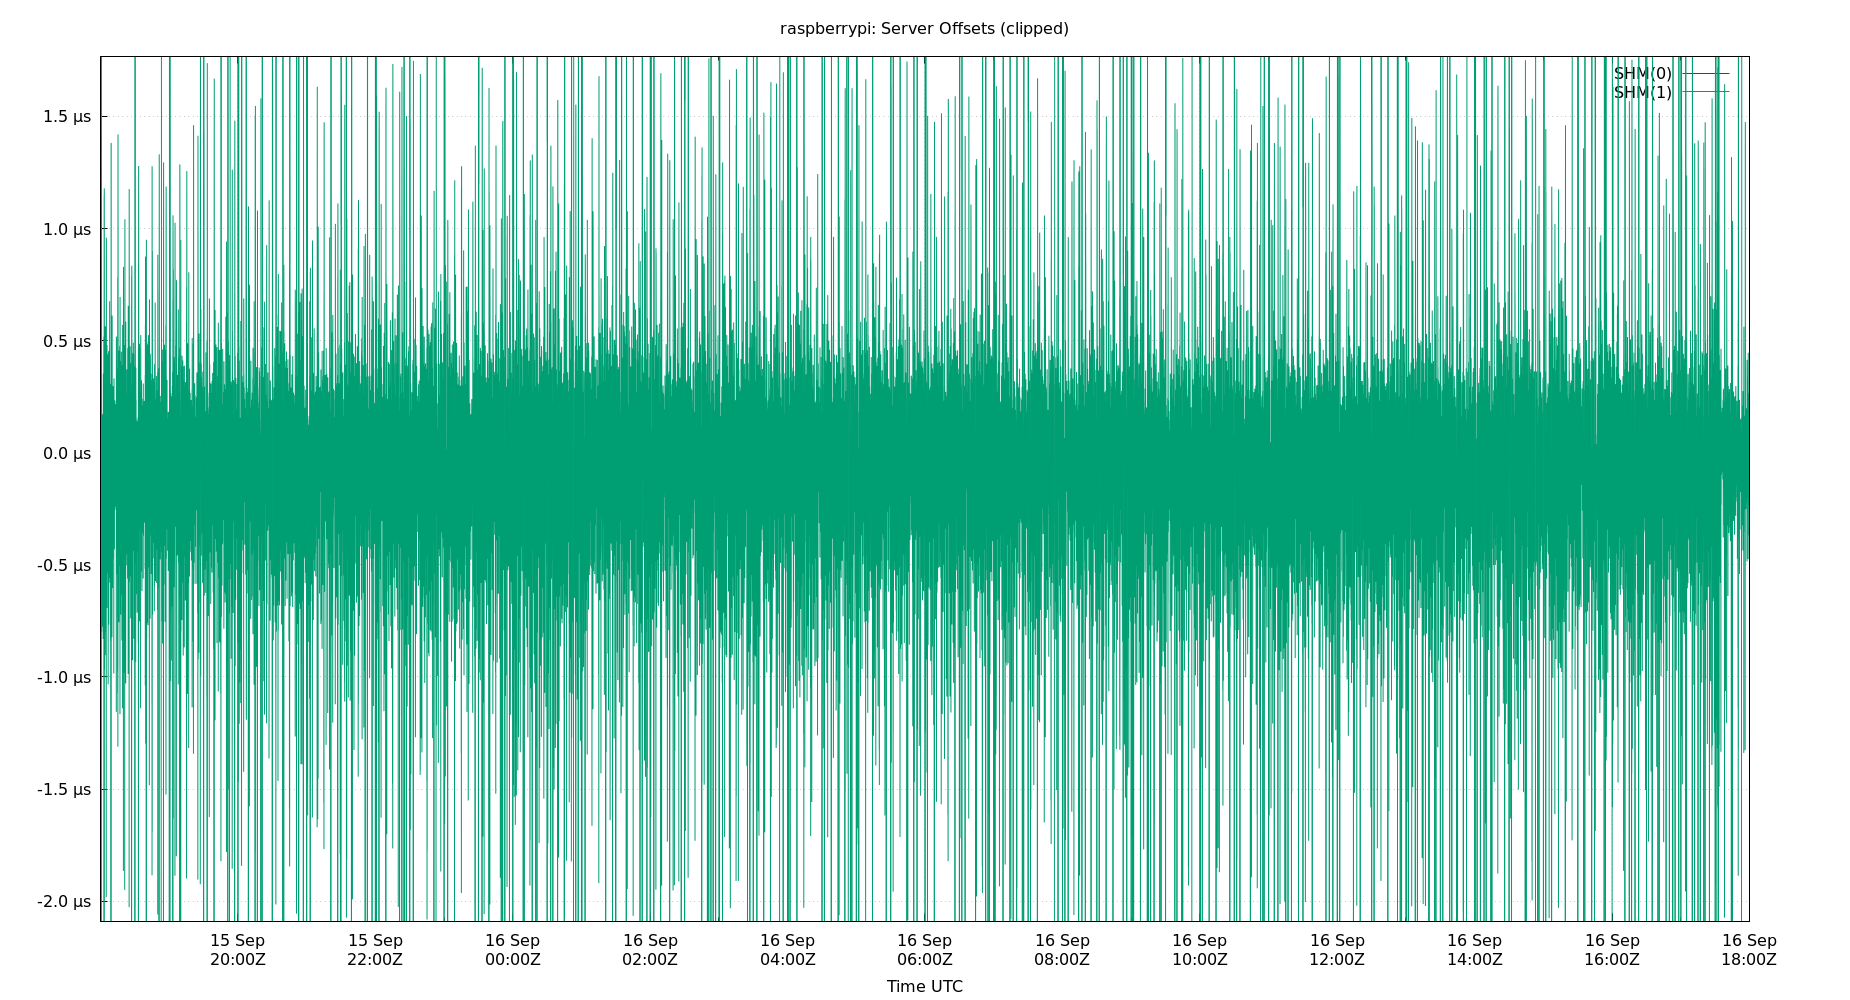 raspberrypi: Server Offsets (clipped)
SHM(0)
SHM(1)
1.5 µs
1.0 µs
0.5 µs
0.0 µs
-0.5 µs
-1.0 µs
-1.5 µs
-2.0 µs
15 Sep 15 Sep 16 Sep 16 Sep 16 Sep 16 Sep 16 Sep 16 Sep 16 Sep 16 Sep 16 Sep 16 Sep
20:00Z 22:00Z 00:00Z 02:00Z 04:00Z 06:00Z 08:00Z 10:00Z 12:00Z 14:00Z 16:00Z 18:00Z
Time UTC